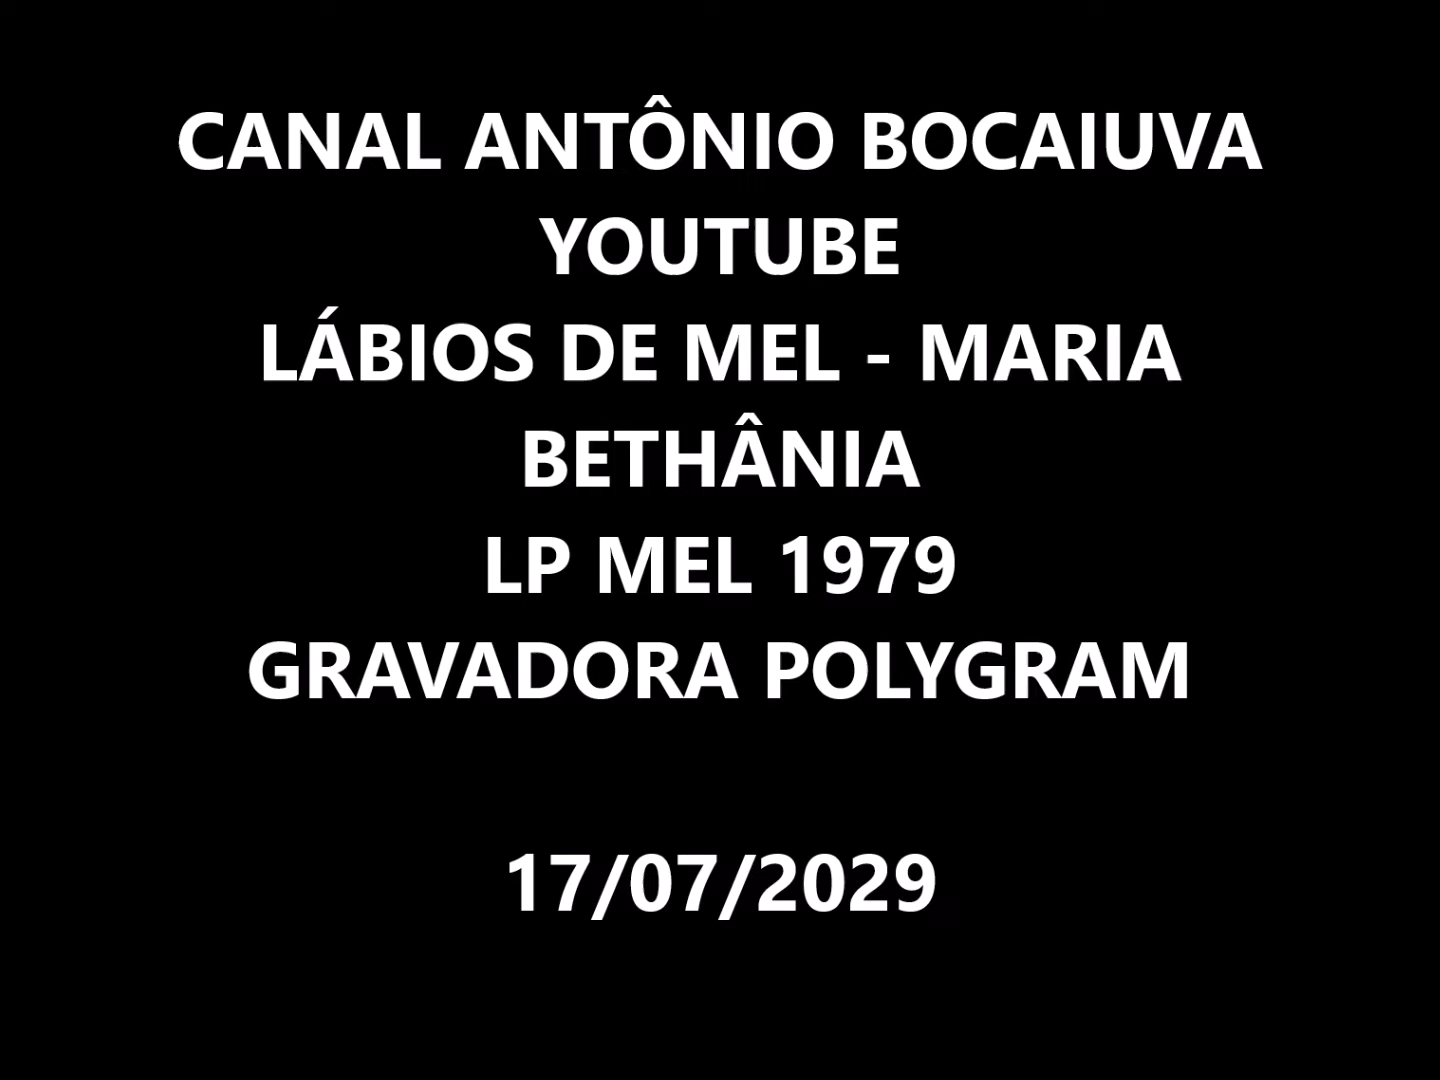 CANAL ANTÔNIO BOCAIUVA
YOUTUBE
LÁBIOS DE MEL - MARIA
BETHÂNIA
LP MEL 1979
GRAVADORA POLYGRAM
17/07/2029